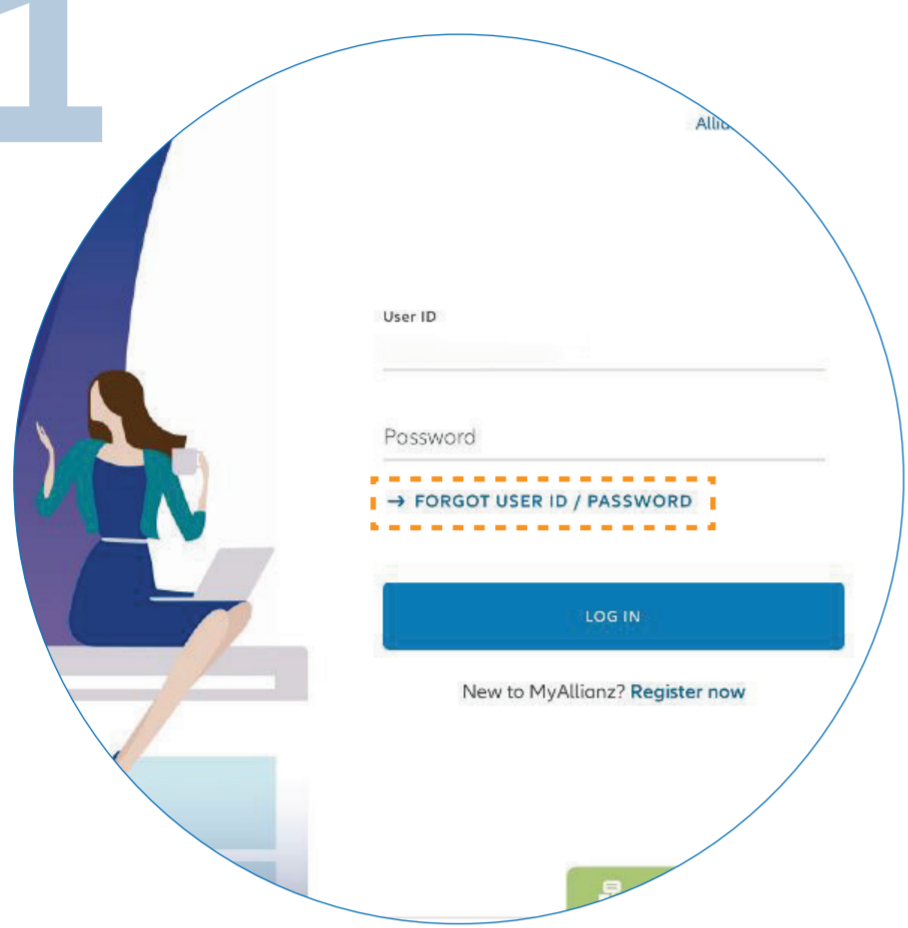 1
User ID
Password
→ FORGOT USER ID / PASSWORD
LOG IN
New to MyAllianz? Register now